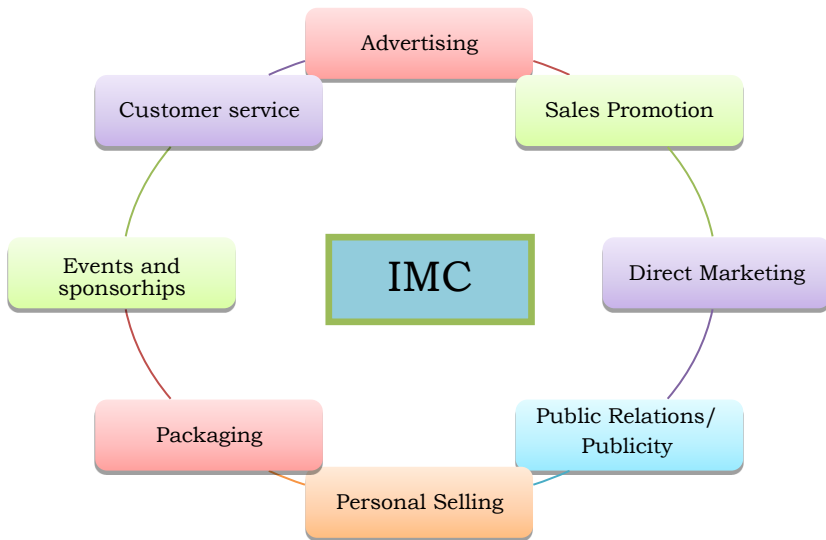 Advertising
Customer service
Sales Promotion
Events and
sponsorhips
IMC
Direct Marketing
Packaging
Public Relations/
Publicity
Personal Selling